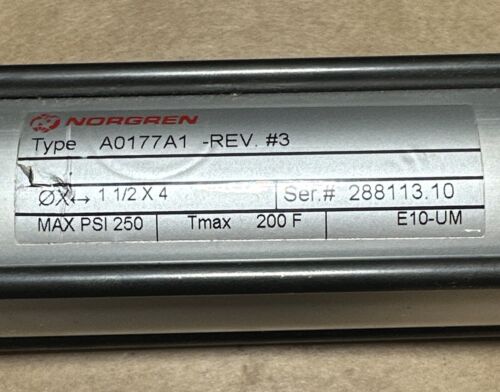 NORGREN
Type A0177A1 -REV. #3
ØX↔ 1 1/2 X 4 Ser.# 288113.10
MAX PSI 250 Tmax 200 F E10-UM